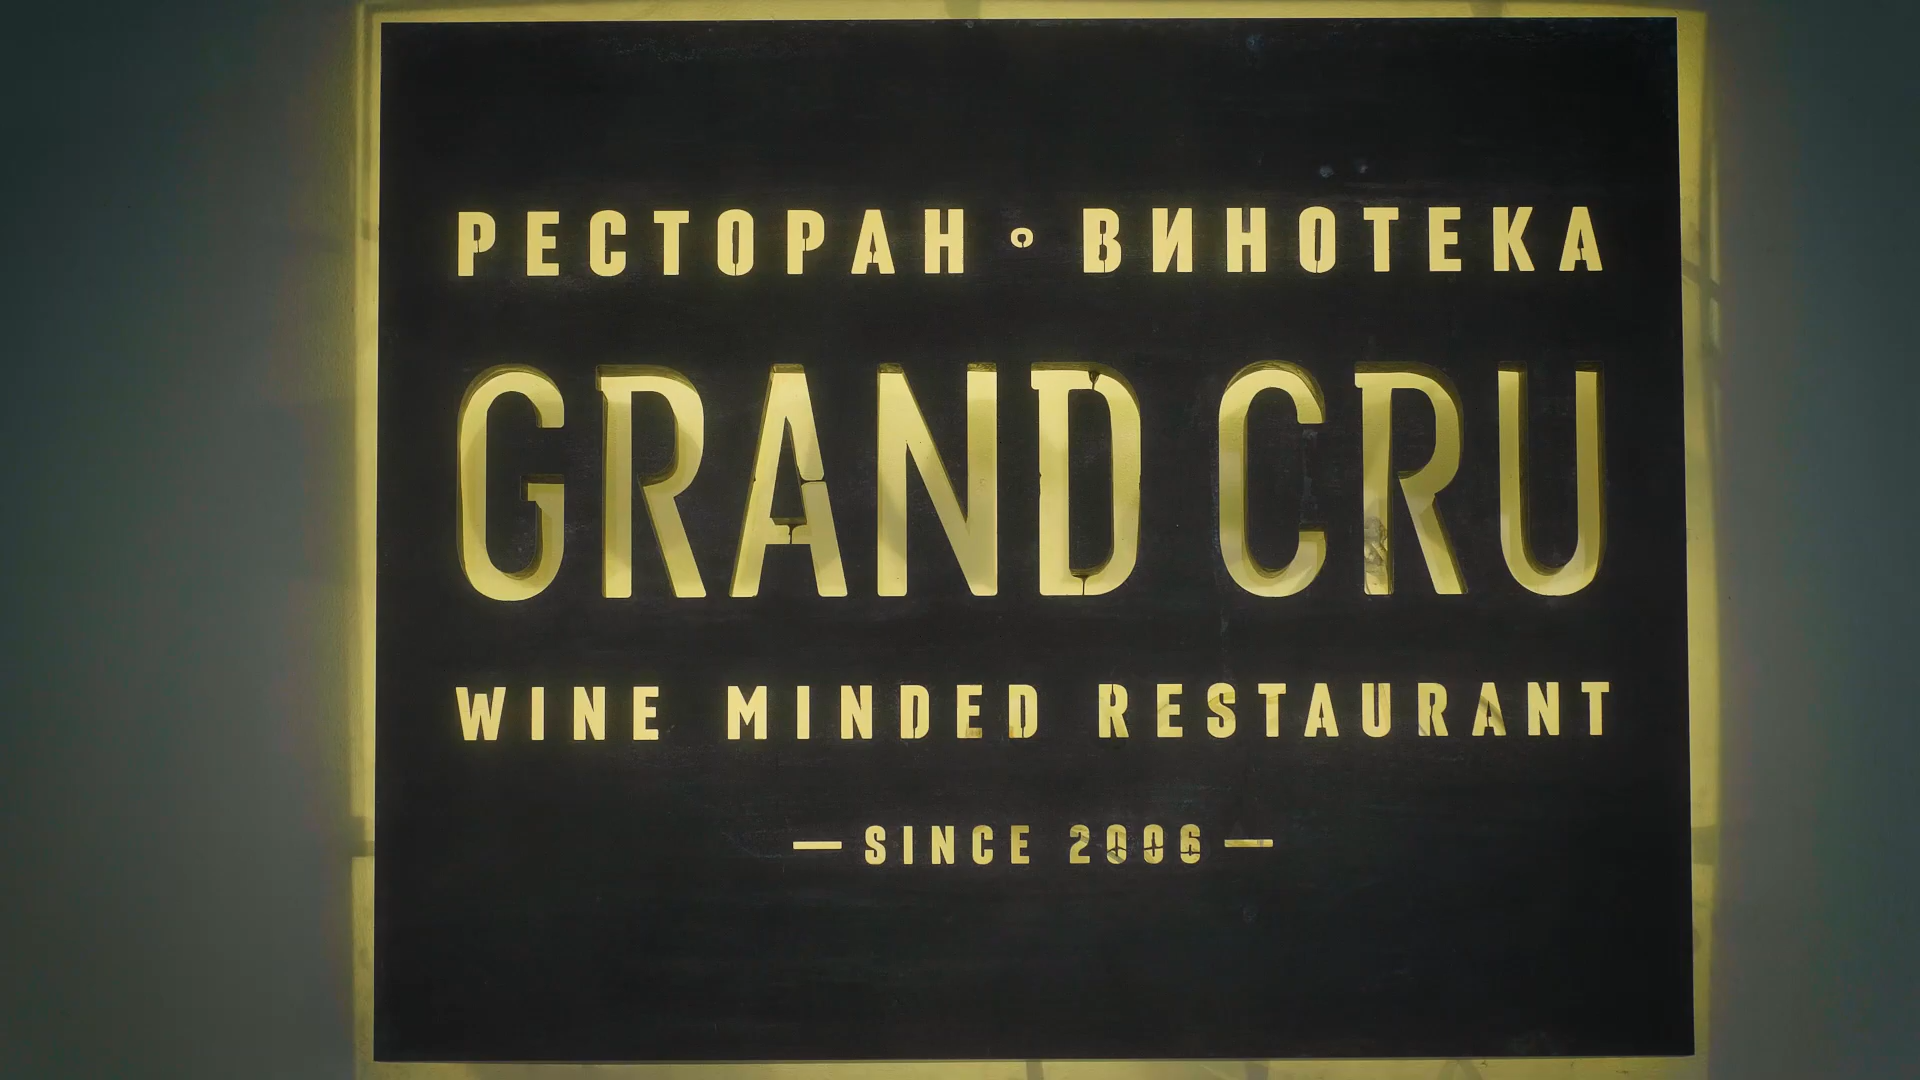 РЕСТОРАН • ВИНОТЕКА
GRAND CRU
WINE MINDED RESTAURANT
— SINCE 2006 —